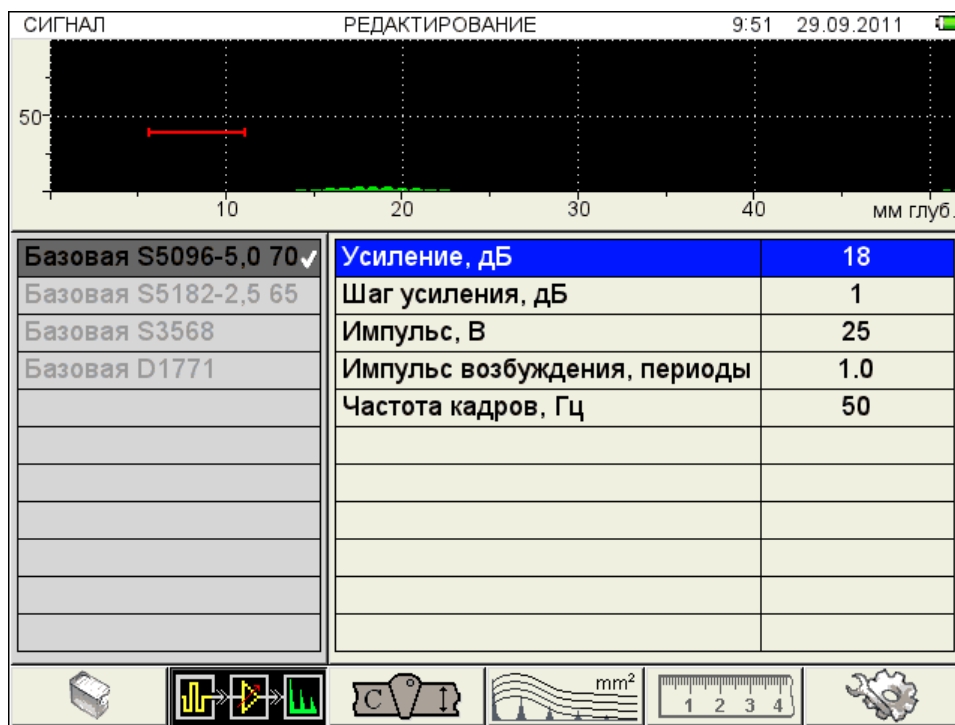 СИГНАЛ РЕДАКТИРОВАНИЕ 9:51 29.09.2011
50
10 20 30 40 мм глуб.
Базовая S5096-5,0 70 Усиление, дБ 18
Базовая S5182-2,5 65 Шаг усиления, дБ 1
Базовая S3568 Импульс, В 25
Базовая D1771 Импульс возбуждения, периоды 1.0
Частота кадров, Гц 50
C mm² 1 2 3 4